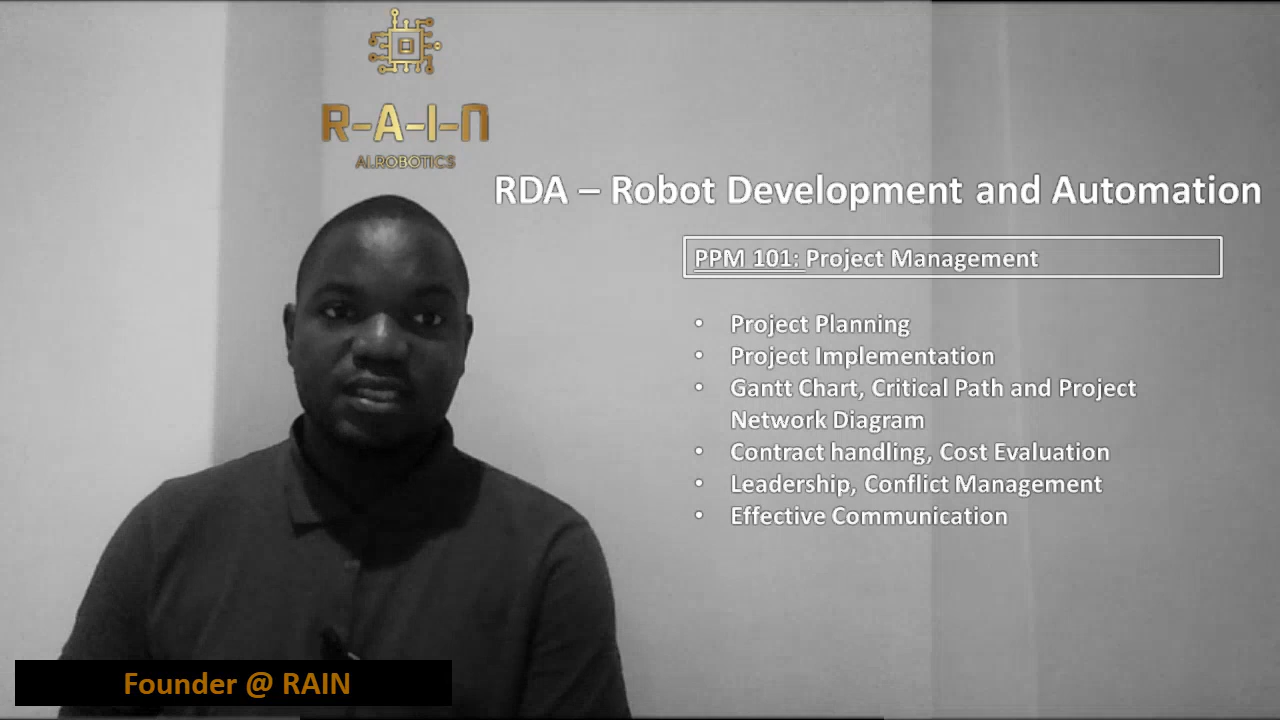 R-A-I-N
AI.ROBOTICS
RDA – Robot Development and Automation
PPM 101: Project Management
• Project Planning
• Project Implementation
• Gantt Chart, Critical Path and Project
Network Diagram
• Contract handling, Cost Evaluation
• Leadership, Conflict Management
• Effective Communication
Founder @ RAIN